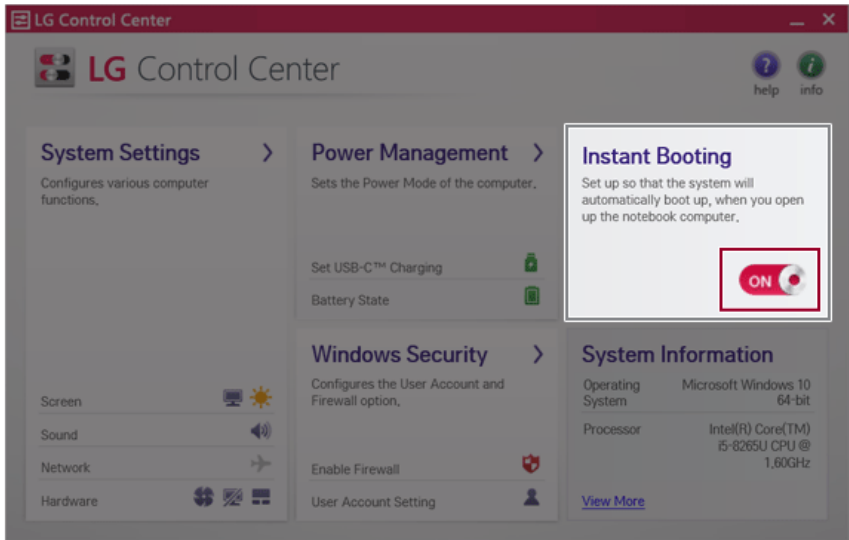 LG Control Center
LG Control Center
help
info
System Settings
Configures various computer
functions.
Screen
Sound
Network
Hardware
Power Management
Sets the Power Mode of the computer.
Set USB-C™ Charging
Battery State
Instant Booting
Set up so that the system will
automatically boot up, when you open
up the notebook computer.
ON
Windows Security
Configures the User Account and
Firewall option.
Enable Firewall
User Account Setting
System Information
Operating System
Microsoft Windows 10
64-bit
Processor
Intel(R) Core(TM)
i5-8265U CPU @
1.60GHz
View More